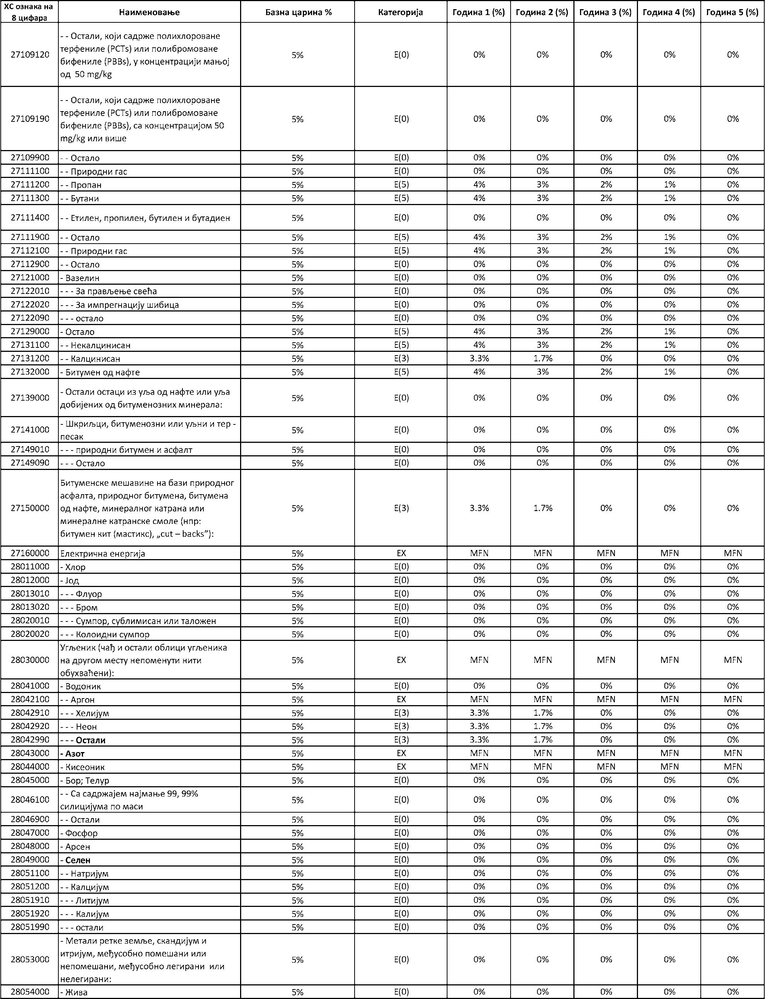 ХС ознака на
8 цифара
Наименовање
Базна царина %
Категорија
Година 1 (%)
Година 2 (%)
Година 3 (%)
Година 4 (%)
Година 5 (%)
- - Остали, који садрже полихлороване
терфениле (PCTs) или полибромоване
бифениле (PBBs), у концентрацији мањој
од  50 mg/kg
27109120 5% E(0) 0% 0% 0% 0% 0%
- - Остали, који садрже полихлороване
терфениле (PCTs) или полибромоване
бифениле (PBBs), са концентрацијом 50
mg/kg или више
27109190 5% E(0) 0% 0% 0% 0% 0%
27109900 - - Остало 5% E(0) 0% 0% 0% 0% 0%
27111100 - - Природни гас 5% E(0) 0% 0% 0% 0% 0%
27111200 - - Пропан 5% E(5) 4% 3% 2% 1% 0%
27111300 - - Бутани 5% E(5) 4% 3% 2% 1% 0%
27111400 - - Етилен, пропилен, бутилен и бутадиен 5% E(0) 0% 0% 0% 0% 0%
27111900 - - Остало 5% E(5) 4% 3% 2% 1% 0%
27112100 - - Природни гас 5% E(5) 4% 3% 2% 1% 0%
27112900 - - Остало 5% E(0) 0% 0% 0% 0% 0%
27121000 - Вазелин 5% E(0) 0% 0% 0% 0% 0%
27122010 - - - За прављење свећа 5% E(0) 0% 0% 0% 0% 0%
27122020 - - - За импрегнацију шибица 5% E(0) 0% 0% 0% 0% 0%
27122090 - - - остало 5% E(0) 0% 0% 0% 0% 0%
27129000 - Остало 5% E(5) 4% 3% 2% 1% 0%
27131100 - - Некалцинисан 5% E(5) 4% 3% 2% 1% 0%
27131200 - - Калцинисан 5% E(3) 3.3% 1.7% 0% 0% 0%
27132000 - Битумен од нафте 5% E(5) 4% 3% 2% 1% 0%
- Остали остаци из уља од нафте или уља
добијених од битуменозних минерала:
27139000 5% E(0) 0% 0% 0% 0% 0%
- Шкриљци, битуменозни или уљни и тер -
песак
27141000 5% E(0) 0% 0% 0% 0% 0%
27149010 - - - природни битумен и асфалт 5% E(0) 0% 0% 0% 0% 0%
27149090 - - - Остало 5% E(0) 0% 0% 0% 0% 0%
Битуменске мешавине на бази природног
асфалта, природног битумена, битумена
од нафте, минералног катрана или
минералне катранске смоле (нпр:
битумен кит (мастикс), „cut – backs”):
27150000 5% E(3) 3.3% 1.7% 0% 0% 0%
27160000 Електрична енергија 5% EX MFN MFN MFN MFN MFN
28011000 - Хлор 5% E(0) 0% 0% 0% 0% 0%
28012000 - Јод 5% E(0) 0% 0% 0% 0% 0%
28013010 - - - Флуор 5% E(0) 0% 0% 0% 0% 0%
28013020 - - - Бром 5% E(0) 0% 0% 0% 0% 0%
28020010 - - - Сумпор, сублимисан или таложен 5% E(0) 0% 0% 0% 0% 0%
28020020 - - - Колоидни сумпор 5% E(0) 0% 0% 0% 0% 0%
Угљеник (чађ и остали облици угљеника
на другом месту непоменути нити
обухваћени):
28030000 5% EX MFN MFN MFN MFN MFN
28041000 - Водоник 5% E(0) 0% 0% 0% 0% 0%
28042100 - - Аргон 5% EX MFN MFN MFN MFN MFN
28042910 - - - Хелијум 5% E(3) 3.3% 1.7% 0% 0% 0%
28042920 - - - Неон 5% E(3) 3.3% 1.7% 0% 0% 0%
28042990 - - - Остали 5% E(3) 3.3% 1.7% 0% 0% 0%
28043000 - Азот 5% EX MFN MFN MFN MFN MFN
28044000 - Кисеоник 5% EX MFN MFN MFN MFN MFN
28045000 - Бор; Телур 5% E(0) 0% 0% 0% 0% 0%
- - Са садржајем најмање 99, 99%
силицијума по маси
28046100 5% E(0) 0% 0% 0% 0% 0%
28046900 - - Остали 5% E(0) 0% 0% 0% 0% 0%
28047000 - Фосфор 5% E(0) 0% 0% 0% 0% 0%
28048000 - Арсен 5% E(0) 0% 0% 0% 0% 0%
28049000 - Селен 5% E(0) 0% 0% 0% 0% 0%
28051100 - - Натријум 5% E(0) 0% 0% 0% 0% 0%
28051200 - - Калцијум 5% E(0) 0% 0% 0% 0% 0%
28051910 - - - Литијум 5% E(0) 0% 0% 0% 0% 0%
28051920 - - - Калијум 5% E(0) 0% 0% 0% 0% 0%
28051990 - - - остали 5% E(0) 0% 0% 0% 0% 0%
- Метали ретке земље, скандијум и
итријум, међусобно помешани или
непомешани, међусобно легирани  или
нелегирани:
28053000 5% E(0) 0% 0% 0% 0% 0%
28054000 - Жива 5% E(0) 0% 0% 0% 0% 0%